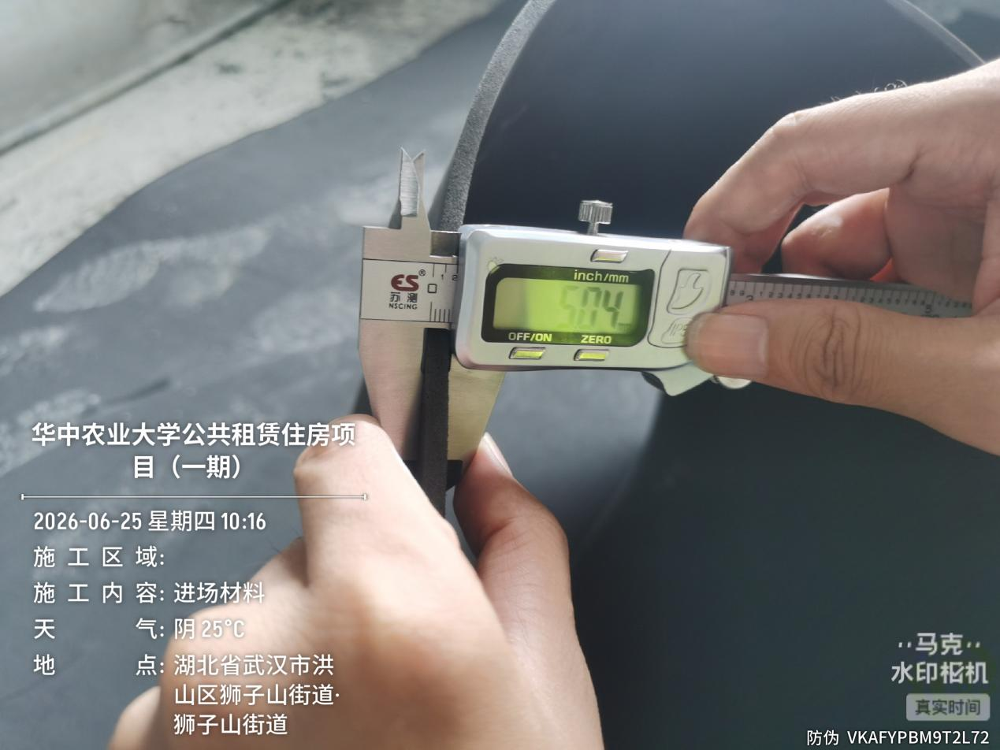 ES®
苏测
NSCING
0
1 2
inch/mm
5.04
OFF/ON ZERO
华中农业大学公共租赁住房项
目（一期）
2026-06-25 星期四 10:16
施工区域:
施工内容: 进场材料
天气: 阴 25°C
地点: 湖北省武汉市洪
山区狮子山街道·
狮子山街道
马克
水印相机
真实时间
防伪 VKAFYPBM9T2L72